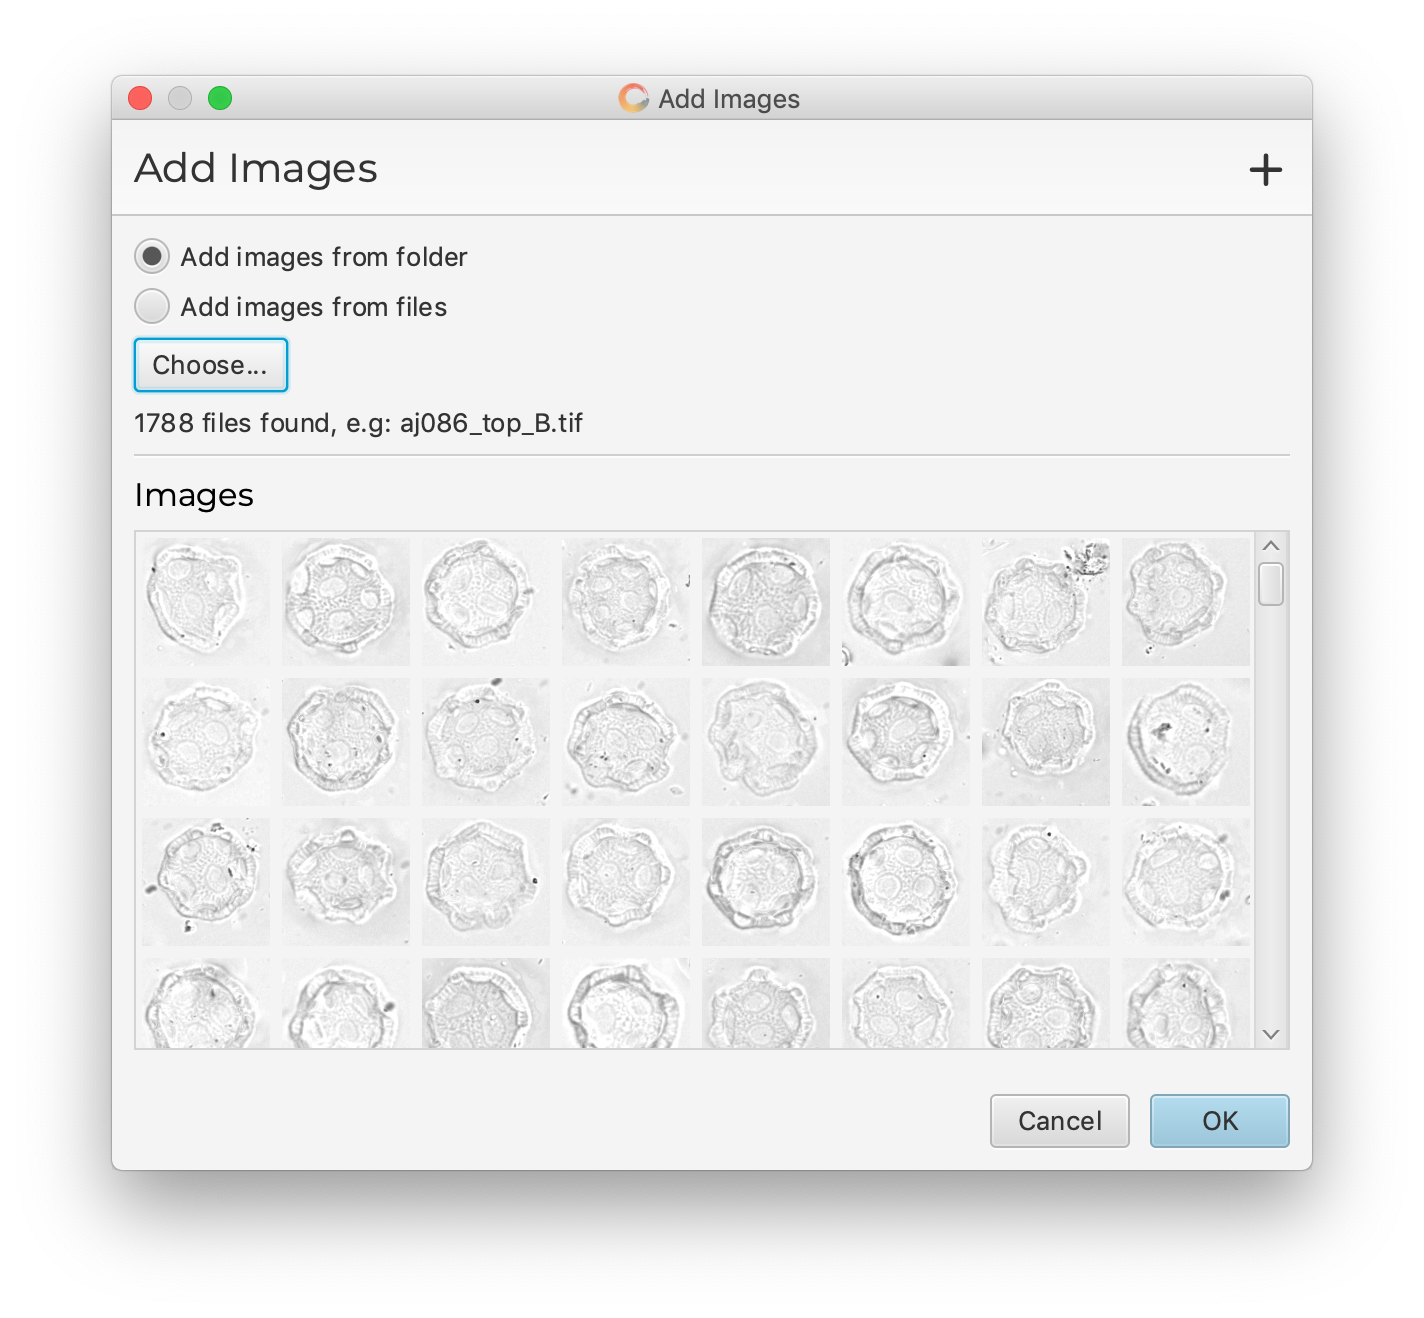 Add Images
Add Images
Add images from folder
Add images from files
Choose...
1788 files found, e.g: aj086_top_B.tif
Images
Cancel
OK